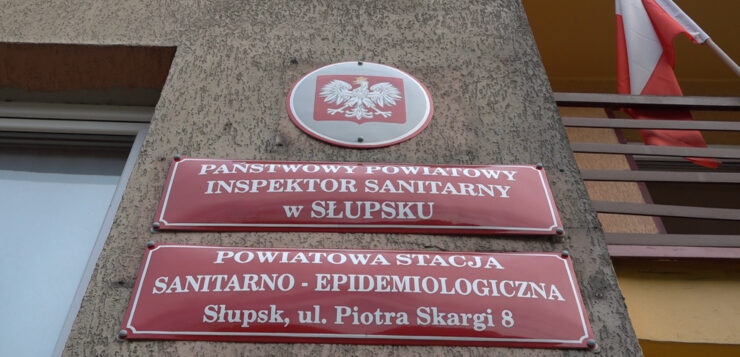 PAŃSTWOWY POWIATOWY
INSPEKTOR SANITARNY
w SŁUPSKU
POWIATOWA STACJA
SANITARNO - EPIDEMIOLOGICZNA
Słupsk, ul. Piotra Skargi 8